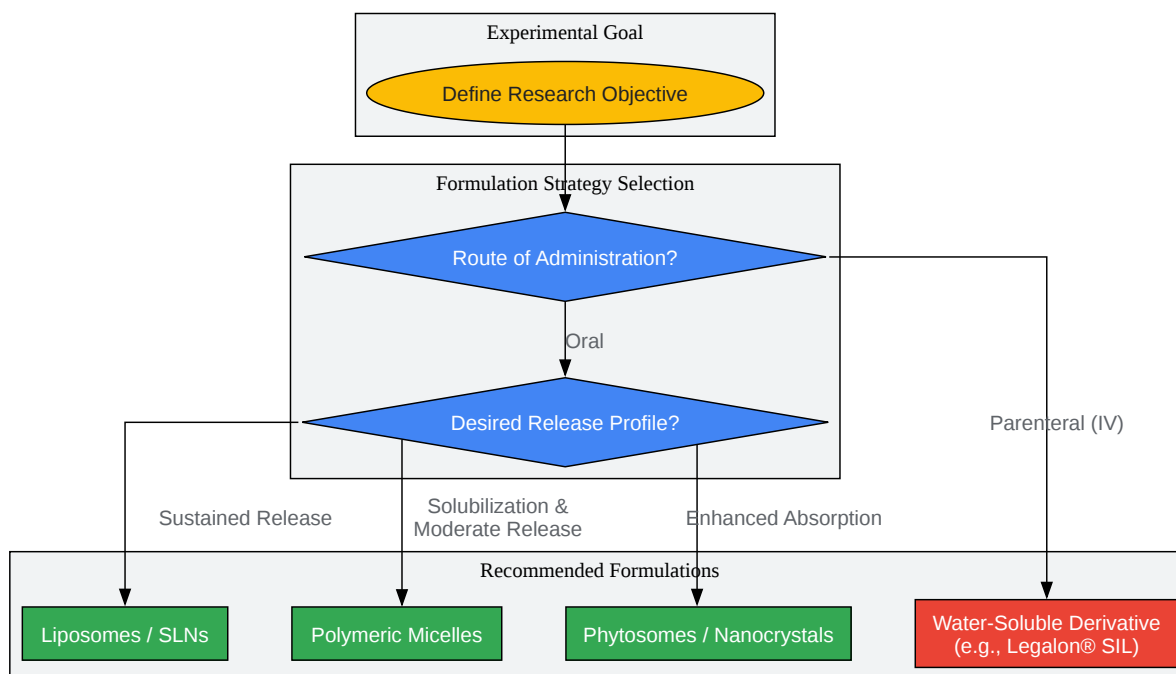 Experimental Goal
Define Research Objective
Formulation Strategy Selection
Route of Administration?
Oral
Desired Release Profile?
Parenteral (IV)
Sustained Release
Solubilization &
Moderate Release
Enhanced Absorption
Recommended Formulations
Liposomes / SLNs
Polymeric Micelles
Phytosomes / Nanocrystals
Water-Soluble Derivative
(e.g., Legalon® SIL)